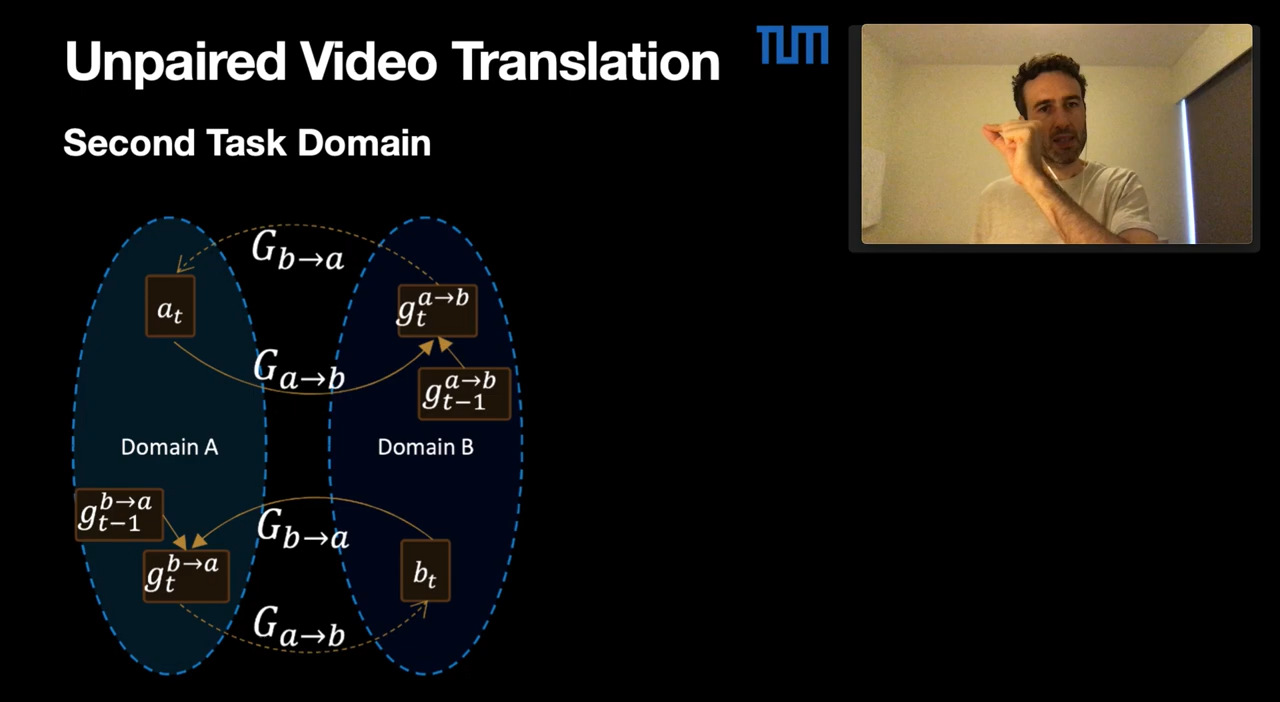 Unpaired Video Translation
TUM
Second Task Domain
G_{b→a}
a_t
g_t^{a→b}
G_{a→b}
g_{t-1}^{a→b}
Domain A
Domain B
g_{t-1}^{b→a}
G_{b→a}
g_t^{b→a}
b_t
G_{a→b}